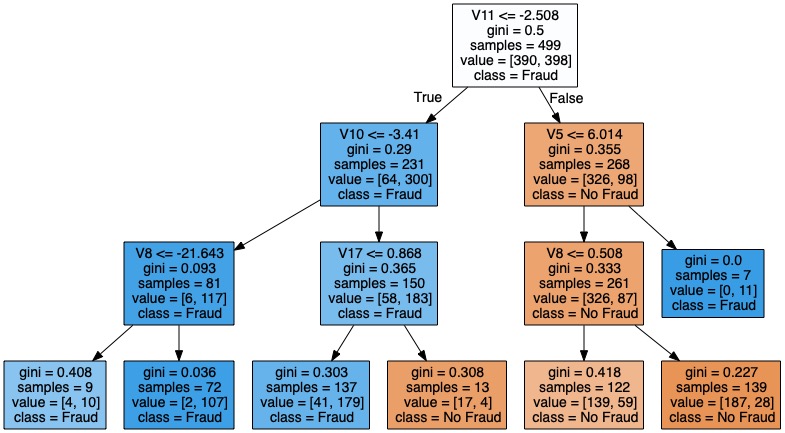 V11 <= -2.508
gini = 0.5
samples = 499
value = [390, 398]
class = Fraud
True
False
V10 <= -3.41
gini = 0.29
samples = 231
value = [64, 300]
class = Fraud
V5 <= 6.014
gini = 0.355
samples = 268
value = [326, 98]
class = No Fraud
V8 <= -21.643
gini = 0.093
samples = 81
value = [6, 117]
class = Fraud
V17 <= 0.868
gini = 0.365
samples = 150
value = [58, 183]
class = Fraud
V8 <= 0.508
gini = 0.333
samples = 261
value = [326, 87]
class = No Fraud
gini = 0.0
samples = 7
value = [0, 11]
class = Fraud
gini = 0.408
samples = 9
value = [4, 10]
class = Fraud
gini = 0.036
samples = 72
value = [2, 107]
class = Fraud
gini = 0.303
samples = 137
value = [41, 179]
class = Fraud
gini = 0.308
samples = 13
value = [17, 4]
class = No Fraud
gini = 0.418
samples = 122
value = [139, 59]
class = No Fraud
gini = 0.227
samples = 139
value = [187, 28]
class = No Fraud